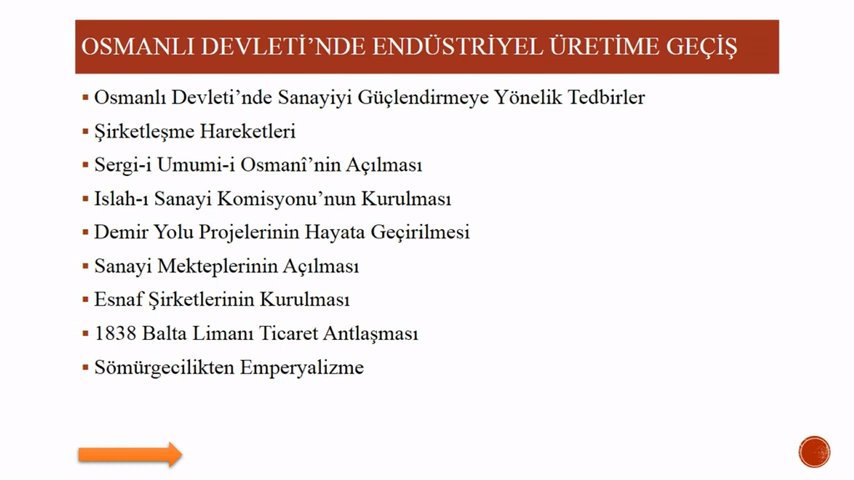 OSMANLI DEVLETİ’NDE ENDÜSTRİYEL ÜRETİME GEÇİŞ
▪ Osmanlı Devleti’nde Sanayiyi Güçlendirmeye Yönelik Tedbirler
▪ Şirketleşme Hareketleri
▪ Sergi-i Umumi-i Osmanî’nin Açılması
▪ Islah-ı Sanayi Komisyonu’nun Kurulması
▪ Demir Yolu Projelerinin Hayata Geçirilmesi
▪ Sanayi Mekteplerinin Açılması
▪ Esnaf Şirketlerinin Kurulması
▪ 1838 Balta Limanı Ticaret Antlaşması
▪ Sömürgecilikten Emperyalizme